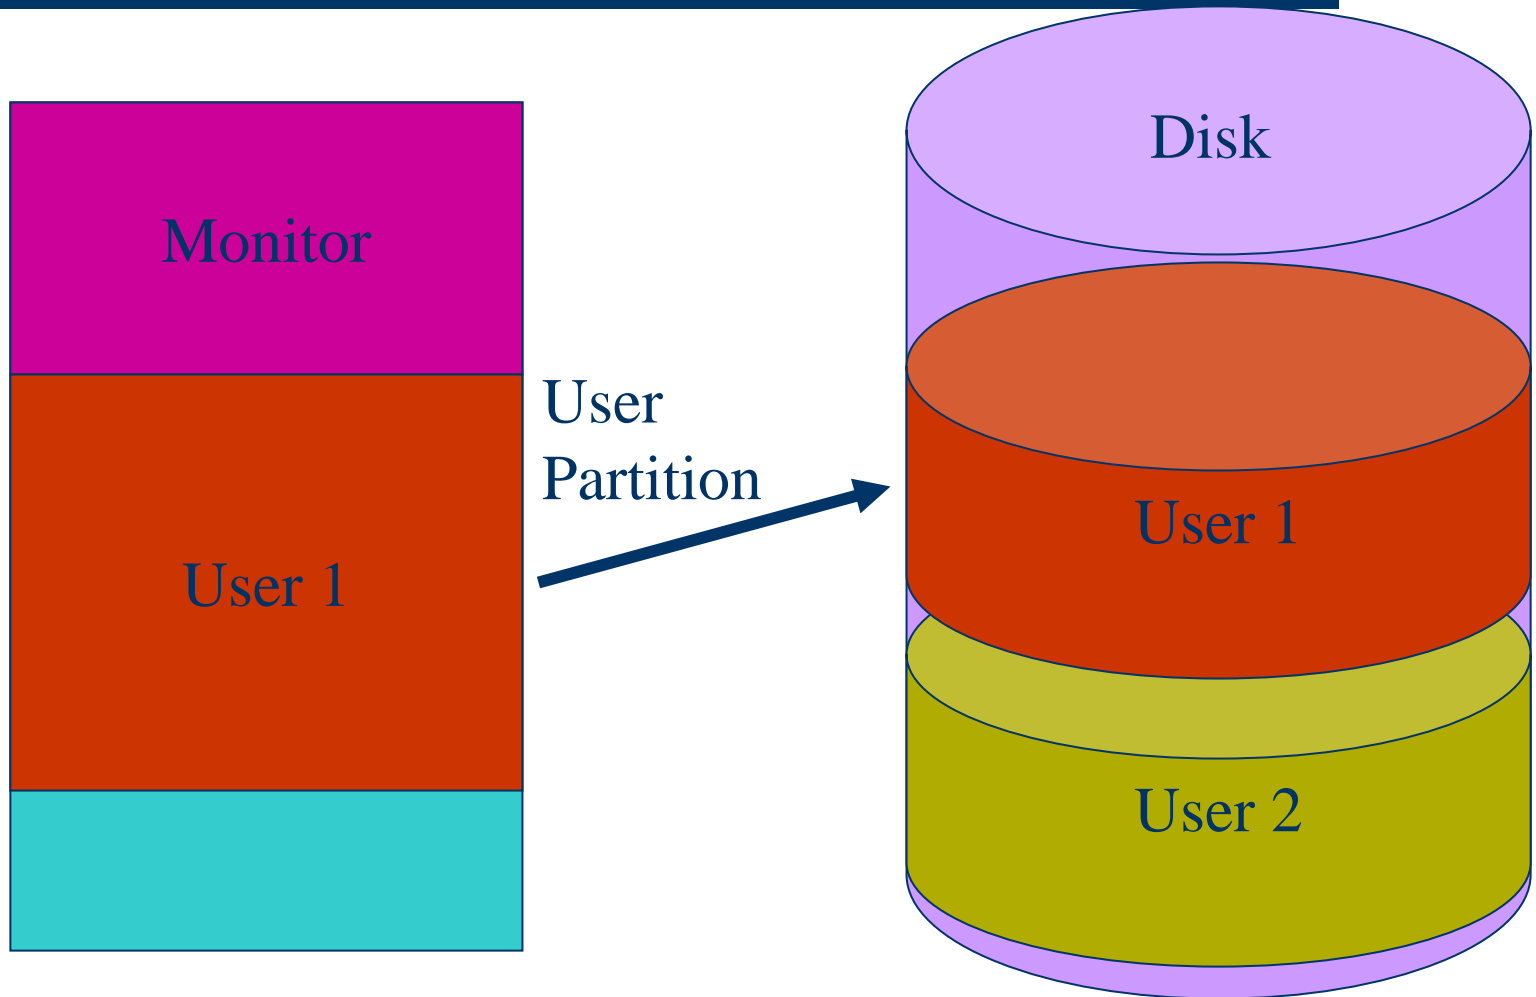 Disk
Monitor
User
Partition
User 1
User 1
User 2